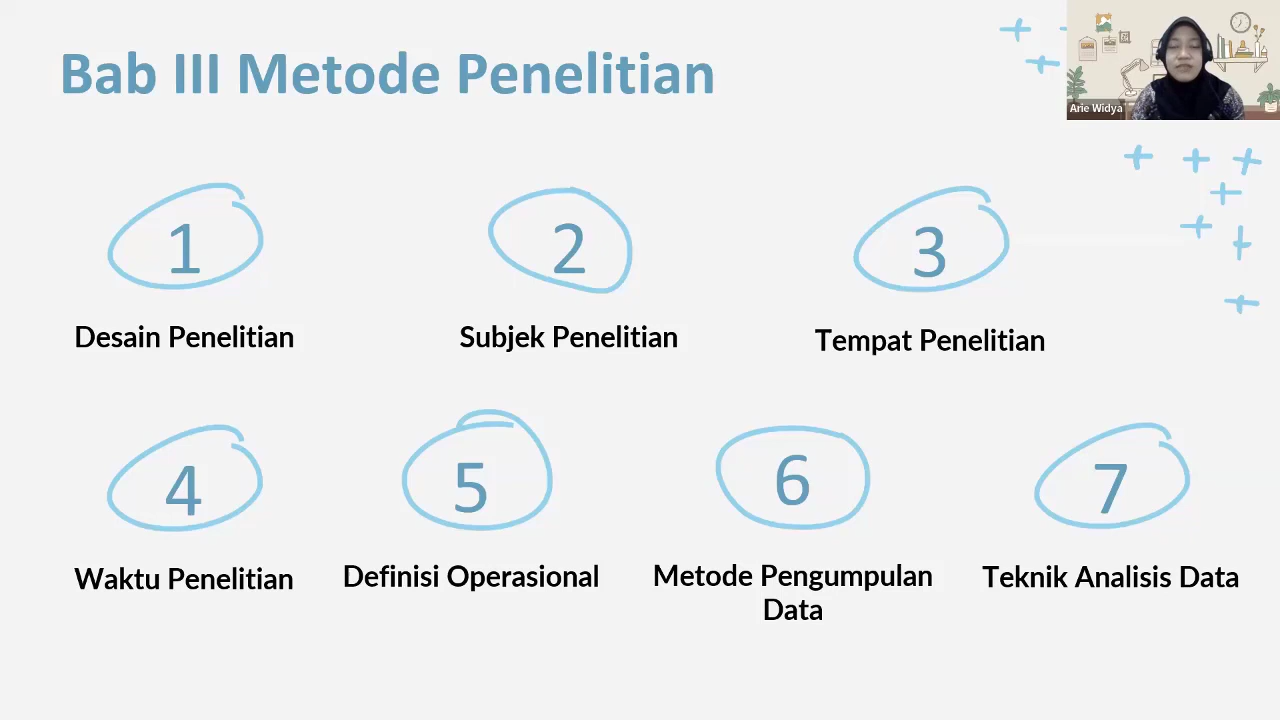 Bab III Metode Penelitian
Arie Widya
1
2
3
Desain Penelitian
Subjek Penelitian
Tempat Penelitian
4
5
6
7
Waktu Penelitian
Definisi Operasional
Metode Pengumpulan
Data
Teknik Analisis Data